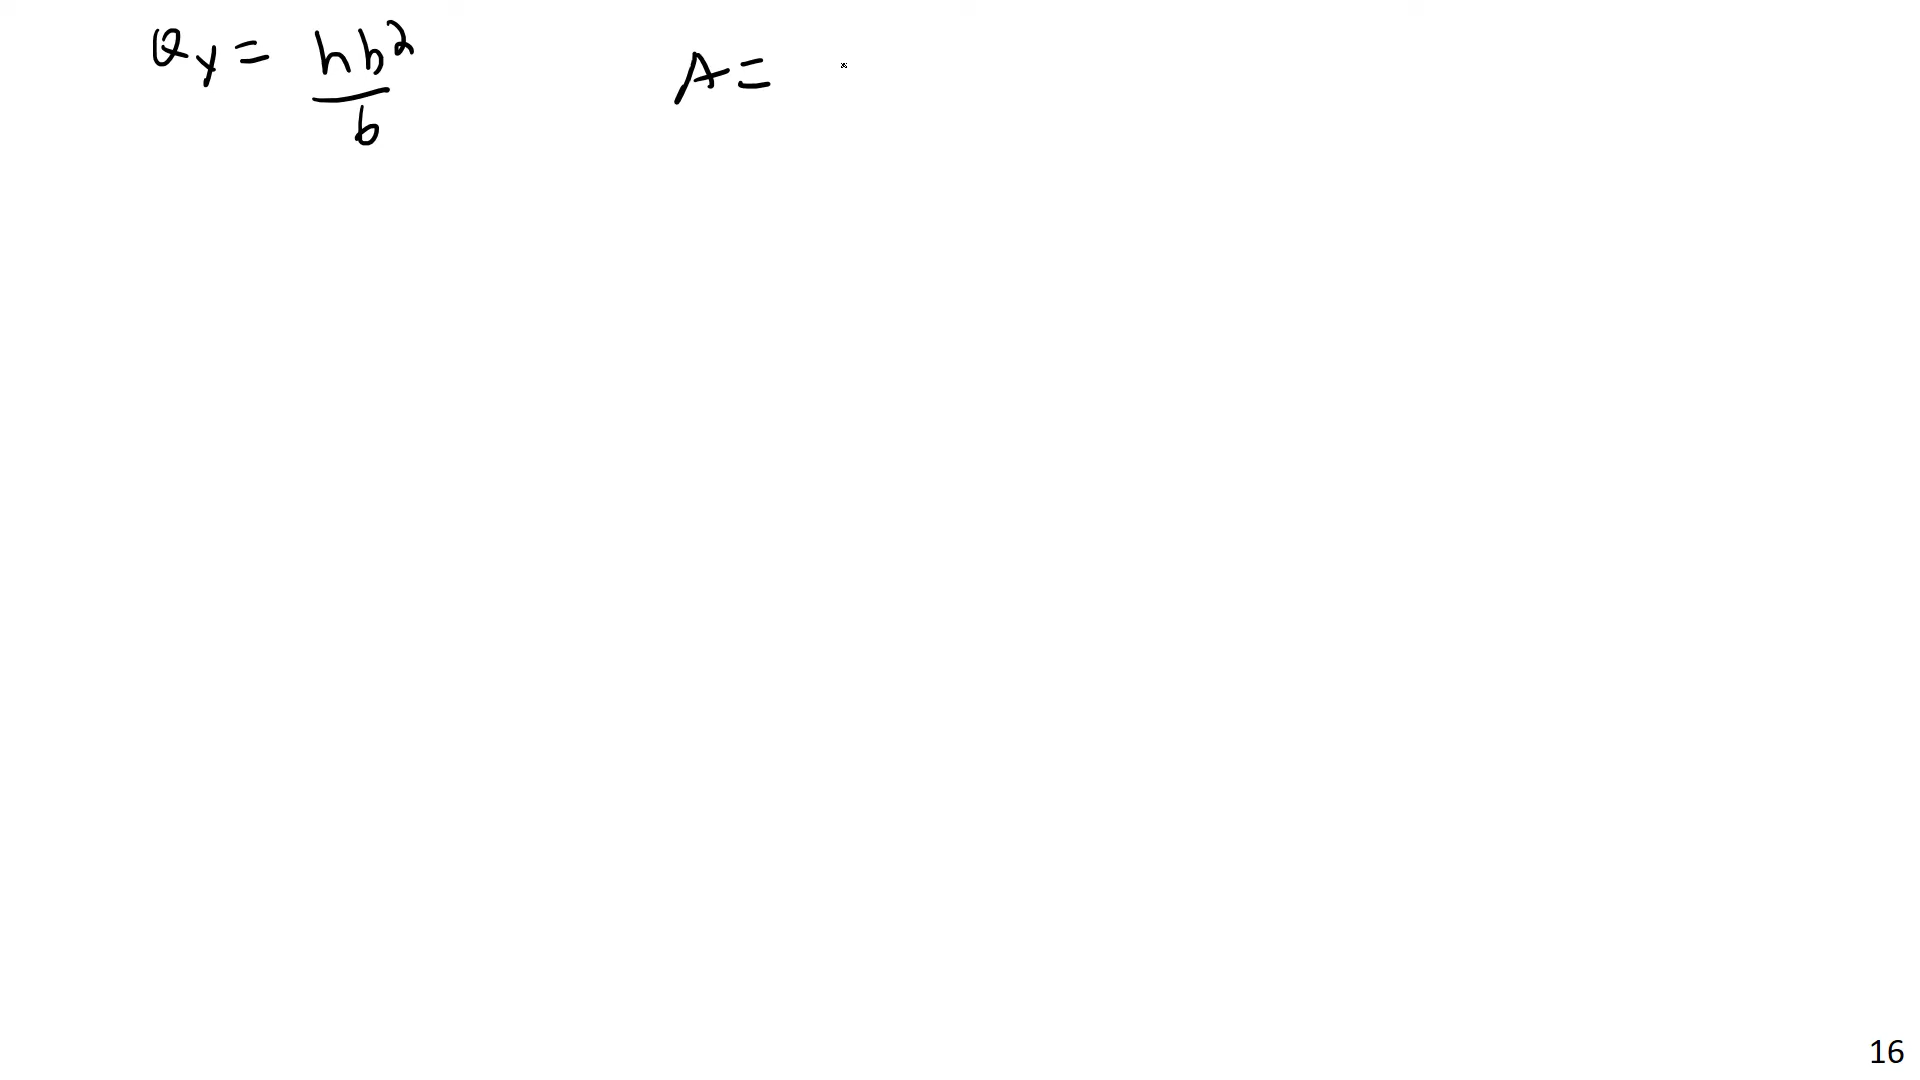 Qy = hb²/6
A =
16